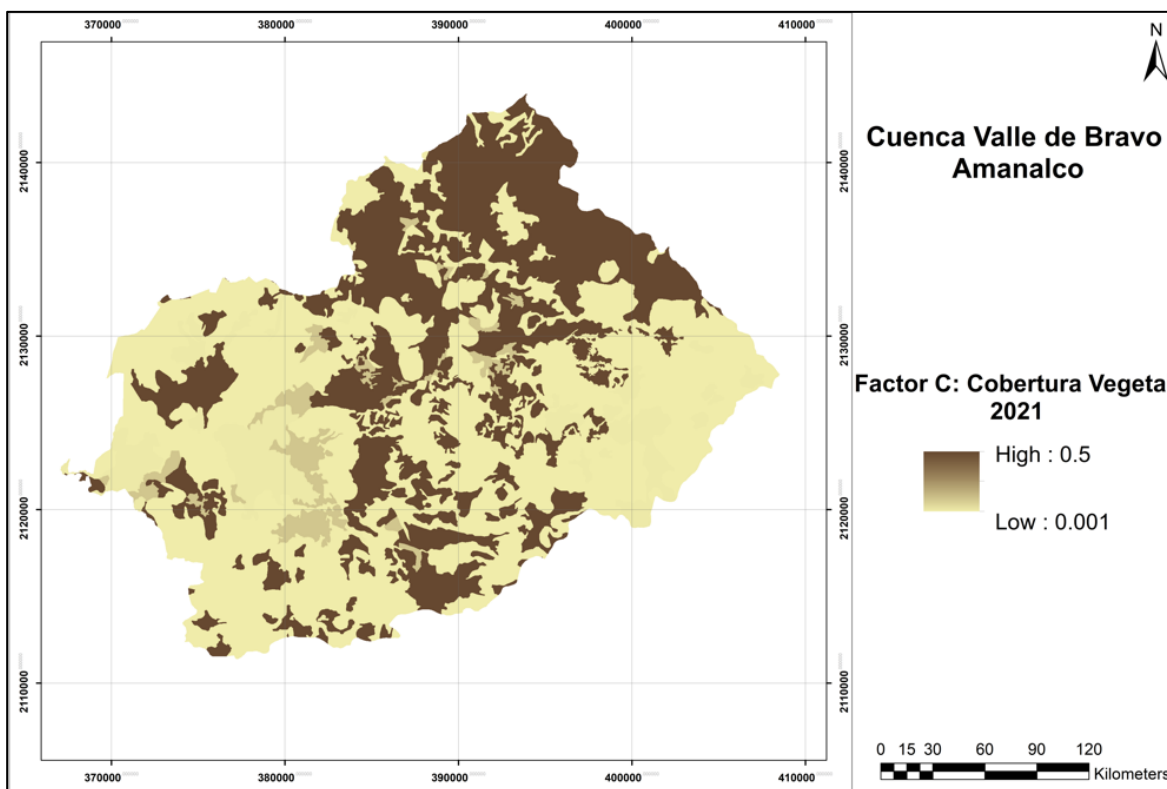 370000 380000 390000 400000 410000
N
Cuenca Valle de Bravo
Amanalco
2140000 2140000
2130000 2130000
Factor C: Cobertura Vegeta
2021
High : 0.5
Low : 0.001
2120000 2120000
2110000 2110000
0 15 30 60 90 120
Kilometers
370000 380000 390000 400000 410000